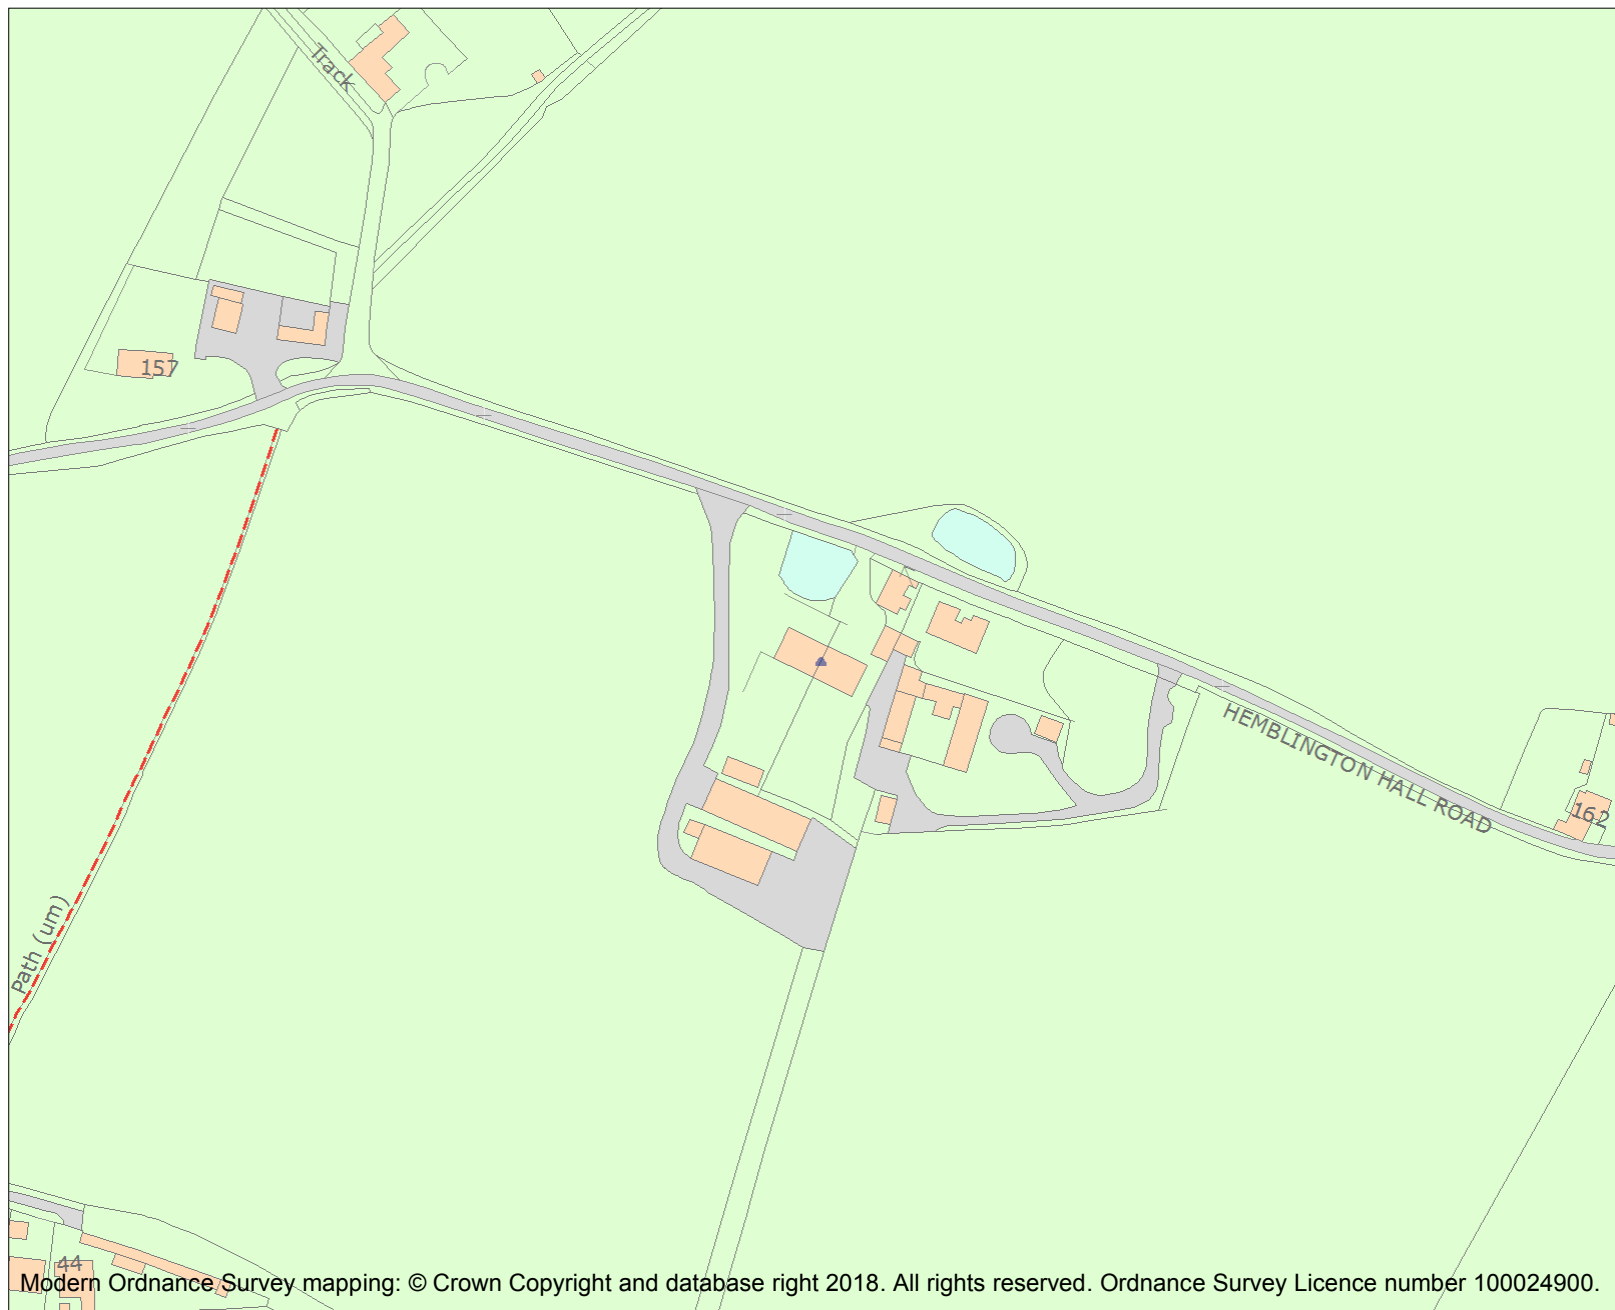 Track
157
HEMBLINGTON HALL ROAD
162
Path (um)
44
Modern Ordnance Survey mapping: © Crown Copyright and database right 2018. All rights reserved. Ordnance Survey Licence number 100024900.